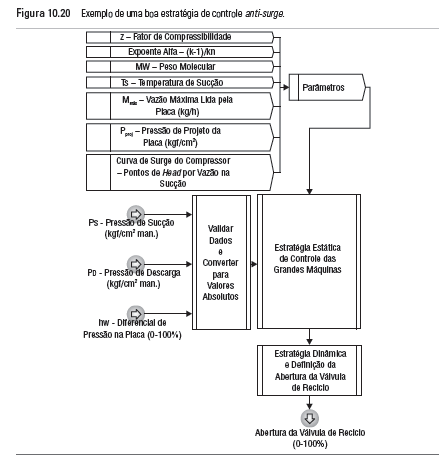 Figura 10.20 Exemplo de uma boa estratégia de controle anti-surge.
z – Fator de Compressibilidade
Expoente Alfa – (k-1)/kn
MW – Peso Molecular
Ts – Temperatura de Sucção
Mmáx – Vazão Máxima Lida pela
Placa (kg/h)
Pproj – Pressão de Projeto da
Placa (kgf/cm²)
Curva de Surge do Compressor
– Pontos de Head por Vazão na
Sucção
Parâmetros
Ps - Pressão de Sucção
(kgf/cm² man.)
PD - Pressão de Descarga
(kgf/cm² man.)
hw - Diferencial de
Pressão na Placa (0-100%)
Validar
Dados
e
Converter
para
Valores
Absolutos
Estratégia Estática
de Controle das
Grandes Máquinas
Estratégia Dinâmica
e Definição da
Abertura da Válvula
de Reciclo
Abertura da Válvula de Reciclo
(0-100%)